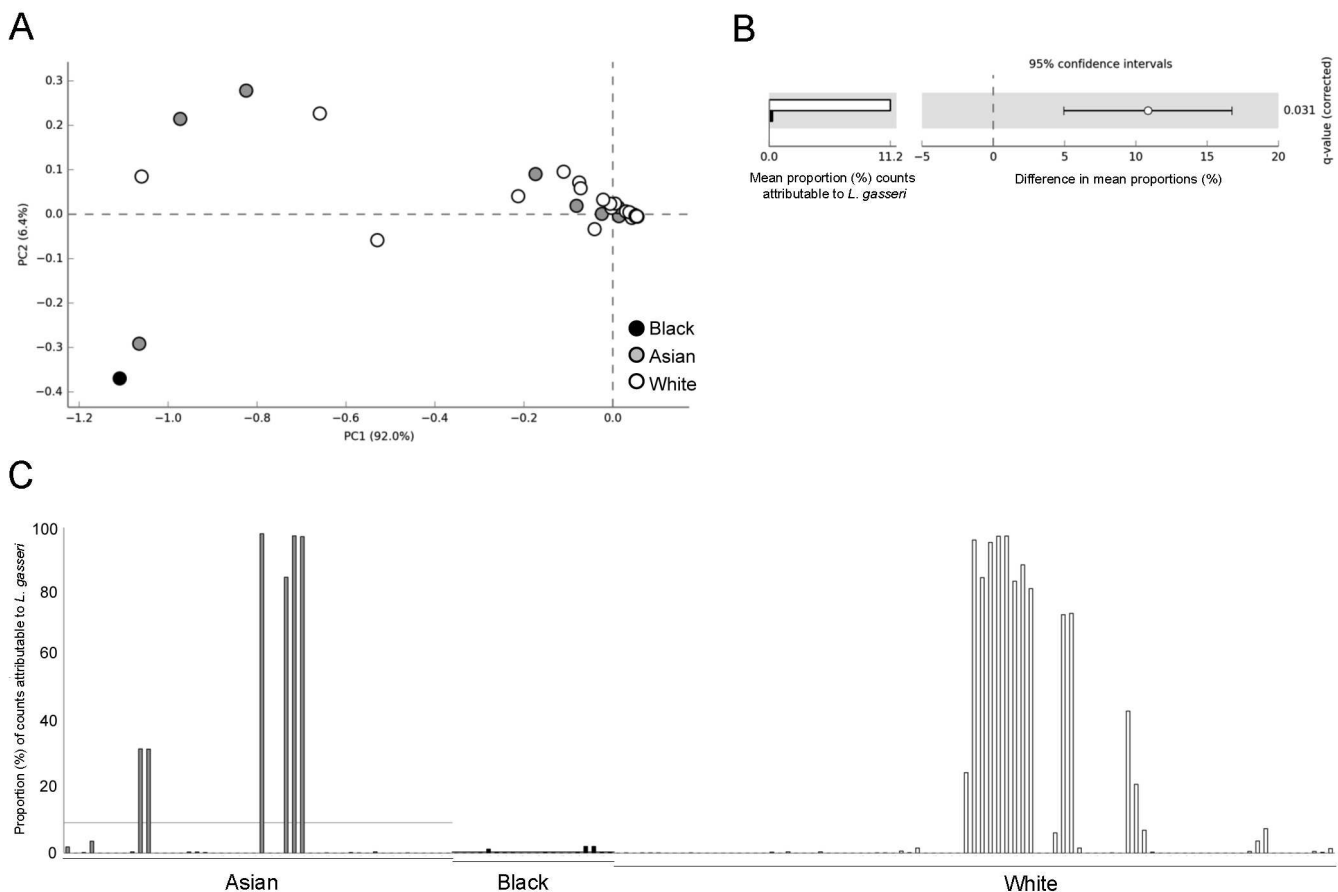 A
PC2 (6.4%)
0.3
0.2
0.1
0.0
−0.1
−0.2
−0.3
−0.4
−1.2
−1.0
−0.8
−0.6
−0.4
−0.2
0.0
PC1 (92.0%)
Black
Asian
White
B
95% confidence intervals
0.031
q-value (corrected)
0.0
11.2
Mean proportion (%) counts
attributable to L. gasseri
−5
0
5
10
15
20
Difference in mean proportions (%)
C
Proportion (%) of counts attributable to L. gasseri
100
80
60
40
20
0
Asian
Black
White